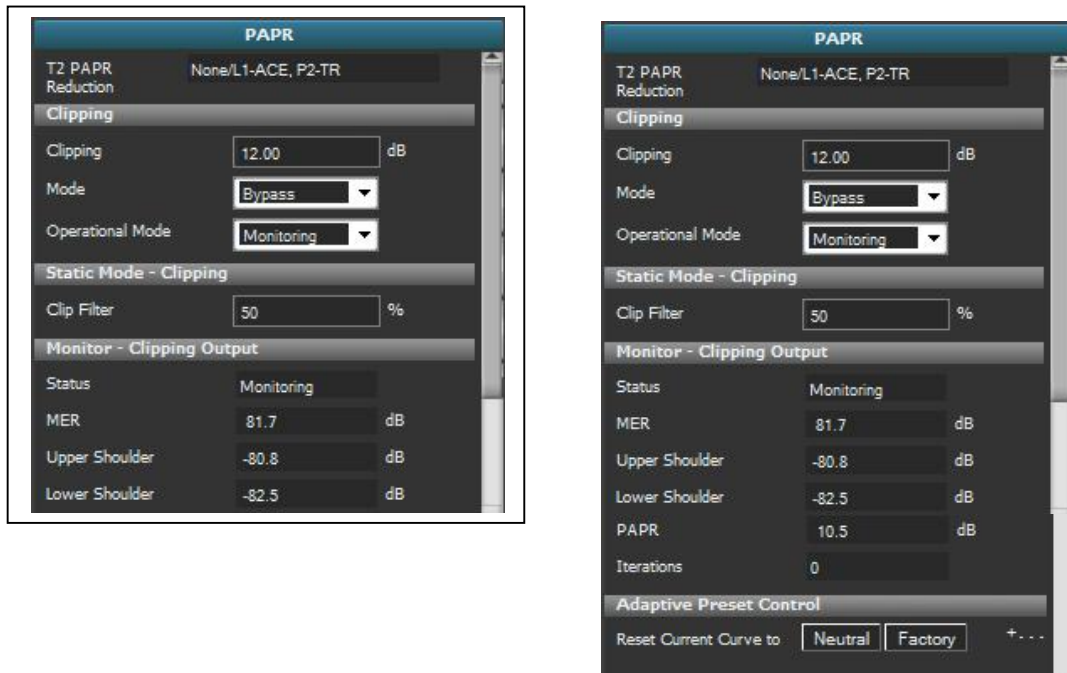 PAPR
T2 PAPR Reduction None/L1-ACE, P2-TR
Clipping
Clipping 12.00 dB
Mode Bypass
Operational Mode Monitoring
Static Mode - Clipping
Clip Filter 50 %
Monitor - Clipping Output
Status Monitoring
MER 81.7 dB
Upper Shoulder -80.8 dB
Lower Shoulder -82.5 dB
PAPR
T2 PAPR Reduction None/L1-ACE, P2-TR
Clipping
Clipping 12.00 dB
Mode Bypass
Operational Mode Monitoring
Static Mode - Clipping
Clip Filter 50 %
Monitor - Clipping Output
Status Monitoring
MER 81.7 dB
Upper Shoulder -80.8 dB
Lower Shoulder -82.5 dB
PAPR 10.5 dB
Iterations 0
Adaptive Preset Control
Reset Current Curve to Neutral Factory +---